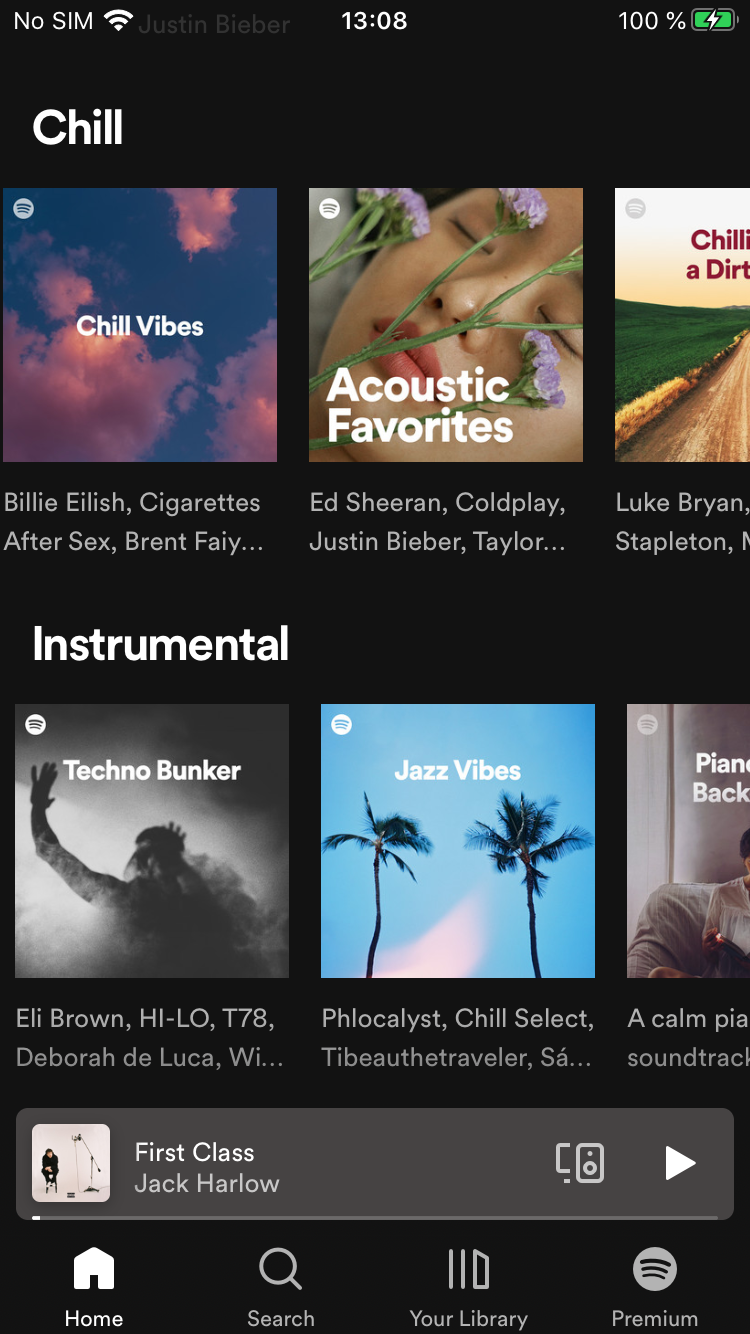 No SIM
Justin Bieber
13:08
100 %
Chill
Chill Vibes
Acoustic
Favorites
Chilli
a Dirt
Billie Eilish, Cigarettes
After Sex, Brent Faiy...
Ed Sheeran, Coldplay,
Justin Bieber, Taylor...
Luke Bryan,
Stapleton,
Instrumental
Techno Bunker
Jazz Vibes
Piano
Back
Eli Brown, HI-LO, T78,
Deborah de Luca, Wi...
Phlocalyst, Chill Select,
Tibeauthetraveler, Sá...
A calm pia
soundtrack
First Class
Jack Harlow
Home
Search
Your Library
Premium